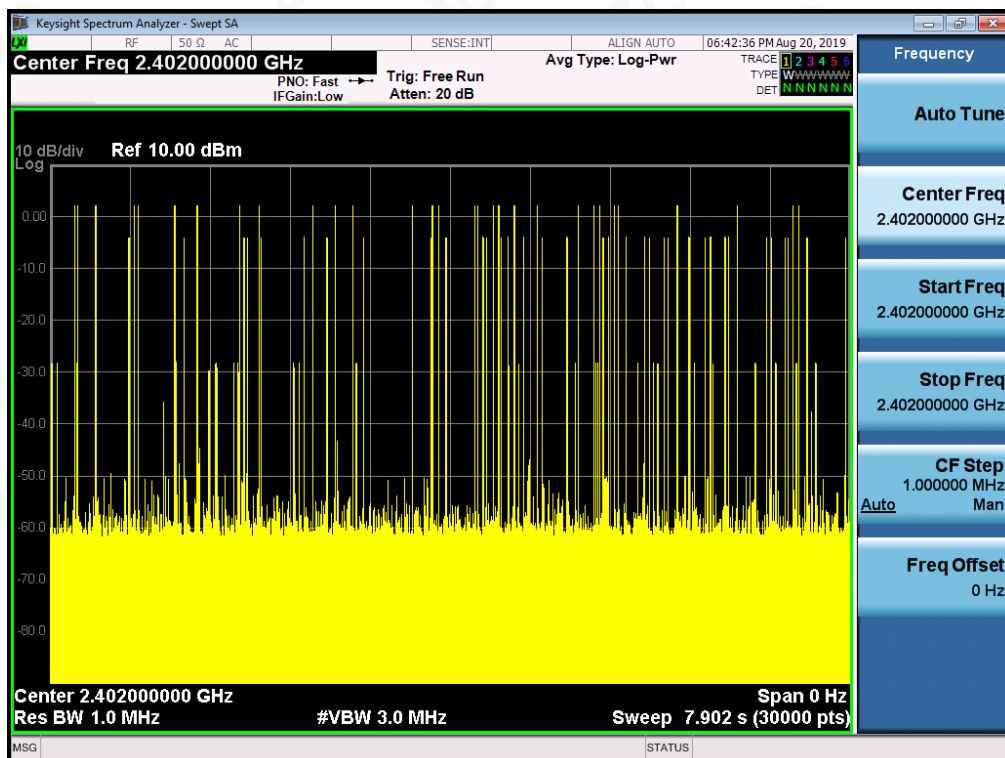 Keysight Spectrum Analyzer - Swept SA
LXI RF 50 Ω AC SENSE:INT ALIGN AUTO 06:42:36 PM Aug 20, 2019
Center Freq 2.402000000 GHz
PNO: Fast
IFGain:Low
Trig: Free Run
Atten: 20 dB
Avg Type: Log-Pwr
TRACE 1 2 3 4 5 6
TYPE WWWWWW
DET N N N N N N
10 dB/div Ref 10.00 dBm
Log
0.00
-10.0
-20.0
-30.0
-40.0
-50.0
-60.0
-70.0
-80.0
Center 2.402000000 GHz Span 0 Hz
Res BW 1.0 MHz #VBW 3.0 MHz Sweep 7.902 s (30000 pts)
MSG STATUS
Frequency
Auto Tune
Center Freq
2.402000000 GHz
Start Freq
2.402000000 GHz
Stop Freq
2.402000000 GHz
CF Step
1.000000 MHz
Auto Man
Freq Offset
0 Hz